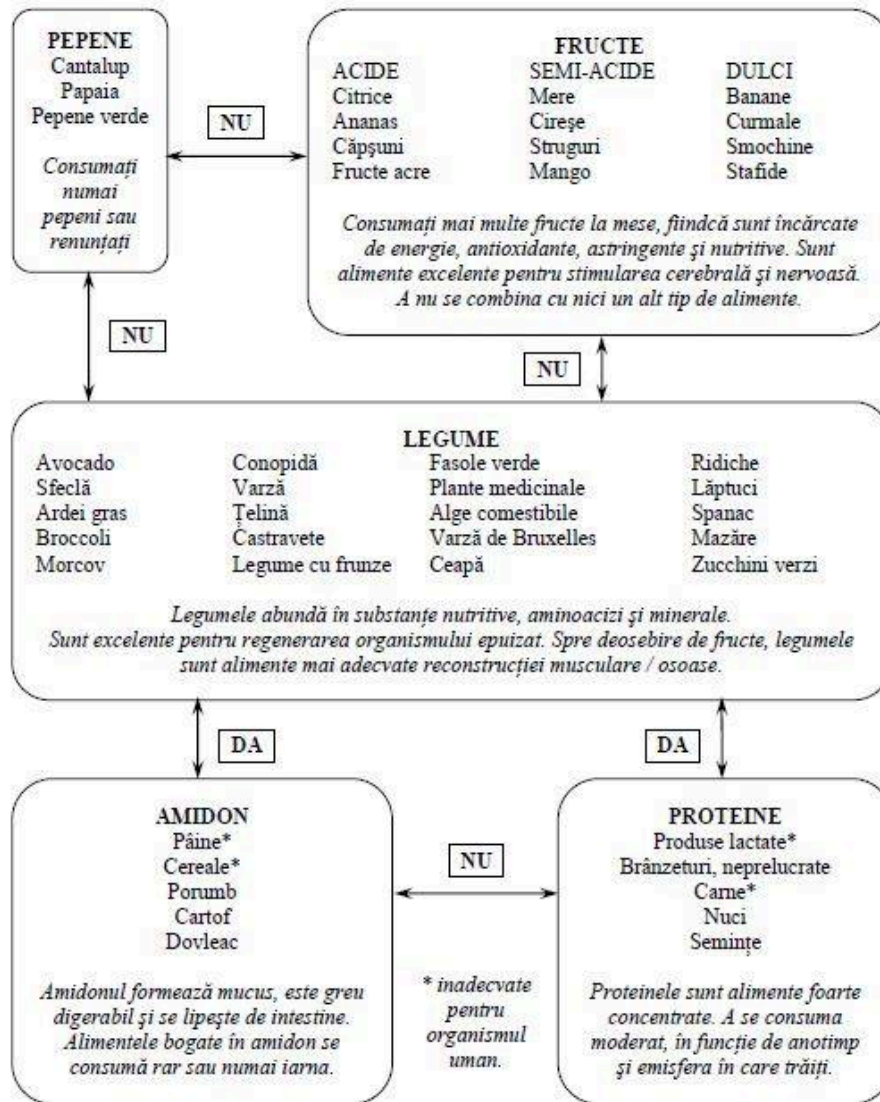 PEPENE
Cantalup
Papaia
Pepene verde
Consumați
numai
pepeni sau
renunțați
NU
FRUCTE
ACIDE
Citrice
Ananas
Căpșuni
Fructe acre
SEMI-ACIDE
Mere
Cireșe
Struguri
Mango
DULCI
Banane
Curmale
Smochine
Stafide
Consumați mai multe fructe la mese, fiindcă sunt încărcate
de energie, antioxidante, astringente şi nutritive. Sunt
alimente excelente pentru stimularea cerebrală şi nervoasă.
A nu se combina cu nici un alt tip de alimente.
NU
NU
LEGUME
Avocado
Sfeclă
Ardei gras
Broccoli
Morcov
Conopidă
Varză
Țelină
Castravete
Legume cu frunze
Fasole verde
Plante medicinale
Alge comestibile
Varză de Bruxelles
Ceapă
Ridiche
Lăptuci
Spanac
Mazăre
Zucchini verzi
Legumele abundă în substanțe nutritive, aminoacizi şi minerale.
Sunt excelente pentru regenerarea organismului epuizat. Spre deosebire de fructe, legumele
sunt alimente mai adecvate reconstrucției musculare / osoase.
DA
DA
AMIDON
Pâine*
Cereale*
Porumb
Cartof
Dovleac
Amidonul formează mucus, este greu
digerabil şi se lipește de intestine.
Alimentele bogate în amidon se
consumă rar sau numai iarna.
NU
* inadecvate
pentru
organismul
uman.
PROTEINE
Produse lactate*
Brânzeturi, neprelucrate
Carne*
Nuci
Semințe
Proteinele sunt alimente foarte
concentrate. A se consuma
moderat, în funcție de anotimp
şi emisfera în care trăiți.